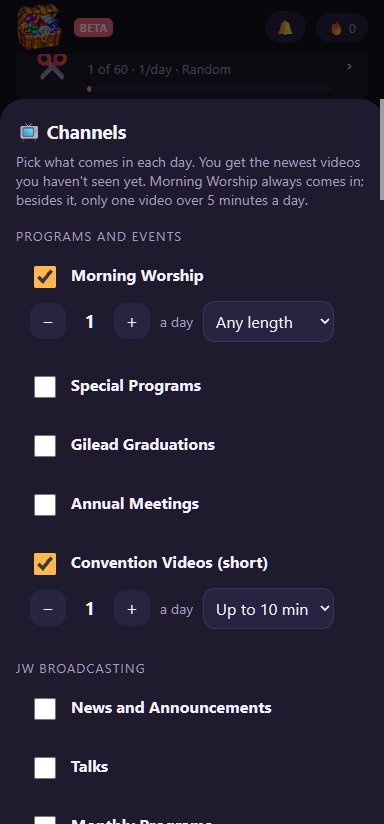 BETA
0
1 of 60 · 1/day · Random
Channels
Pick what comes in each day. You get the newest videos
you haven't seen yet. Morning Worship always comes in;
besides it, only one video over 5 minutes a day.
PROGRAMS AND EVENTS
Morning Worship
− 1 + a day Any length
Special Programs
Gilead Graduations
Annual Meetings
Convention Videos (short)
− 1 + a day Up to 10 min
JW BROADCASTING
News and Announcements
Talks
Monthly Programs